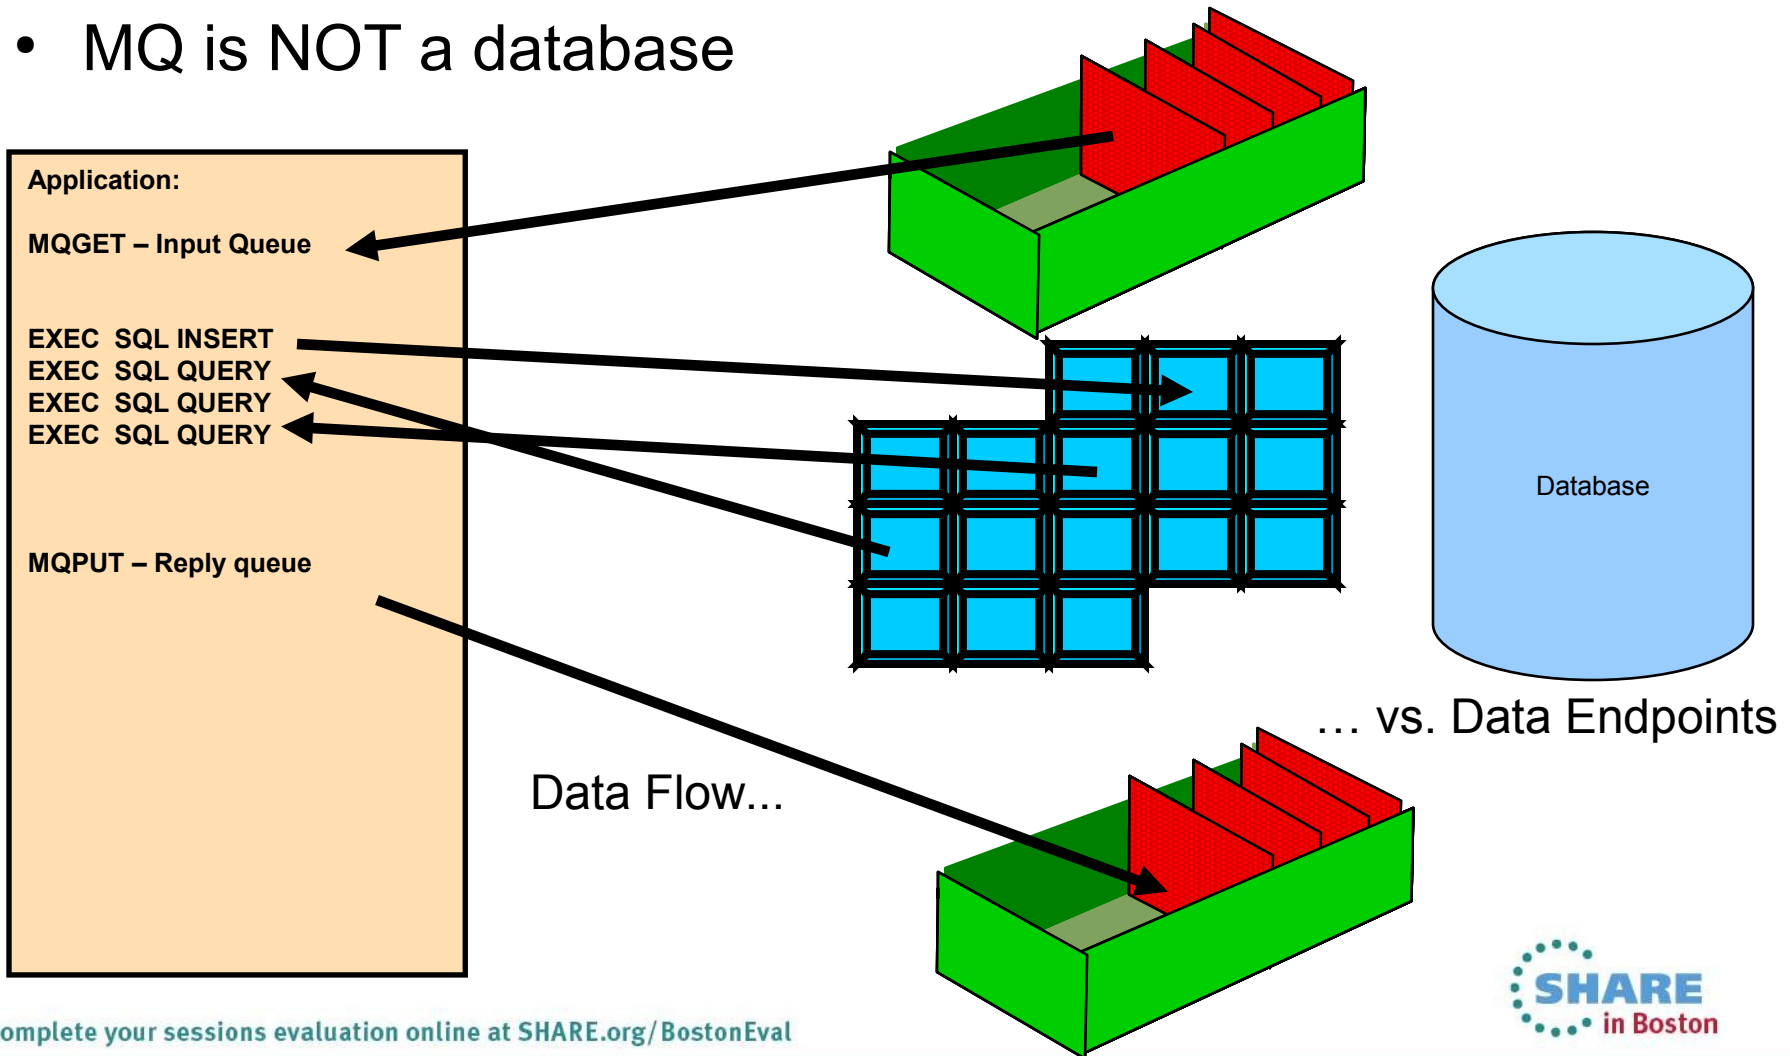 • MQ is NOT a database
Application:
MQGET – Input Queue
EXEC SQL INSERT
EXEC SQL QUERY
EXEC SQL QUERY
EXEC SQL QUERY
MQPUT – Reply queue
Database
… vs. Data Endpoints
Data Flow...
omplete your sessions evaluation online at SHARE.org/BostonEval
SHARE
in Boston